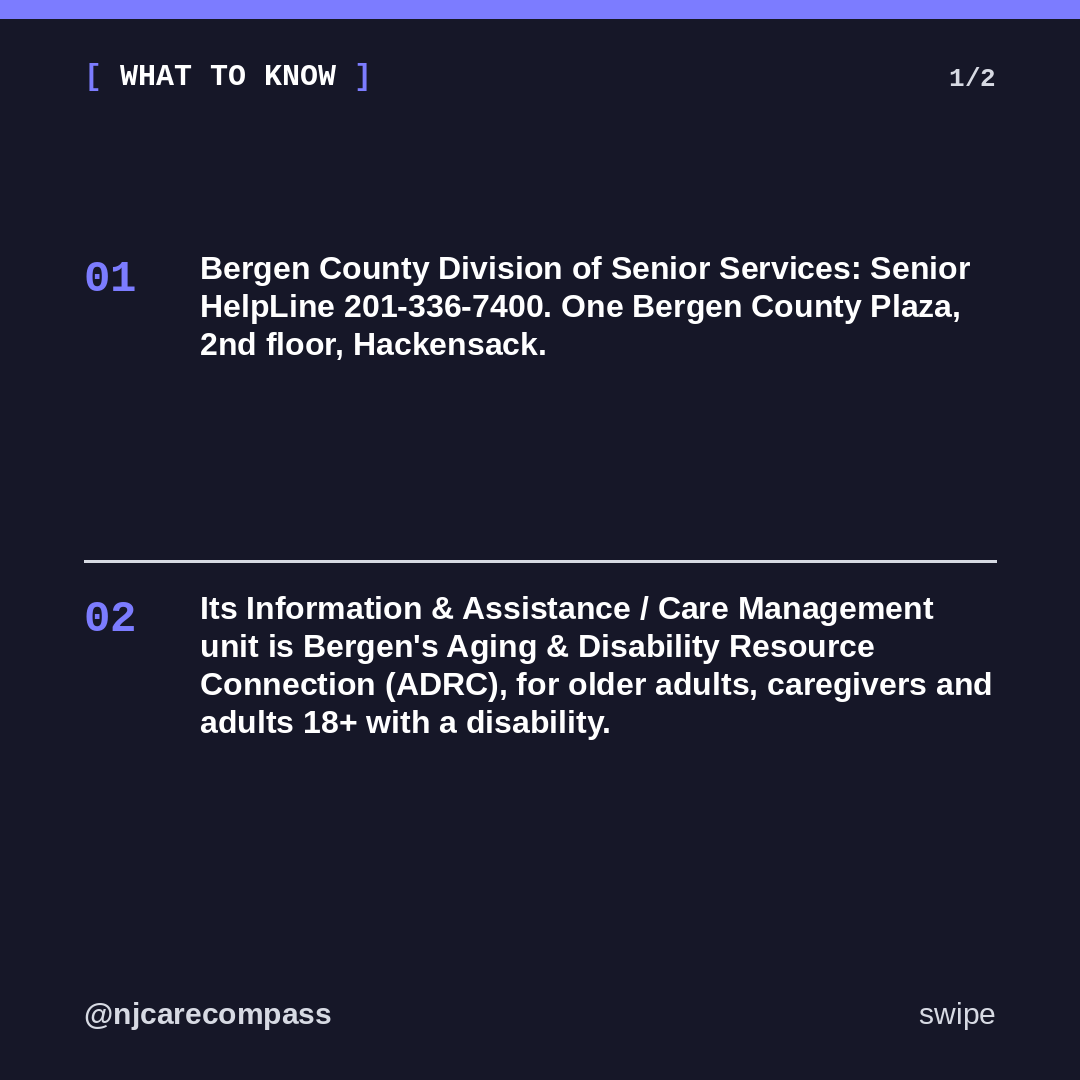 [ WHAT TO KNOW ]
1/2
01
Bergen County Division of Senior Services: Senior
HelpLine 201-336-7400. One Bergen County Plaza,
2nd floor, Hackensack.
02
Its Information & Assistance / Care Management
unit is Bergen's Aging & Disability Resource
Connection (ADRC), for older adults, caregivers and
adults 18+ with a disability.
@njcarecompass
swipe